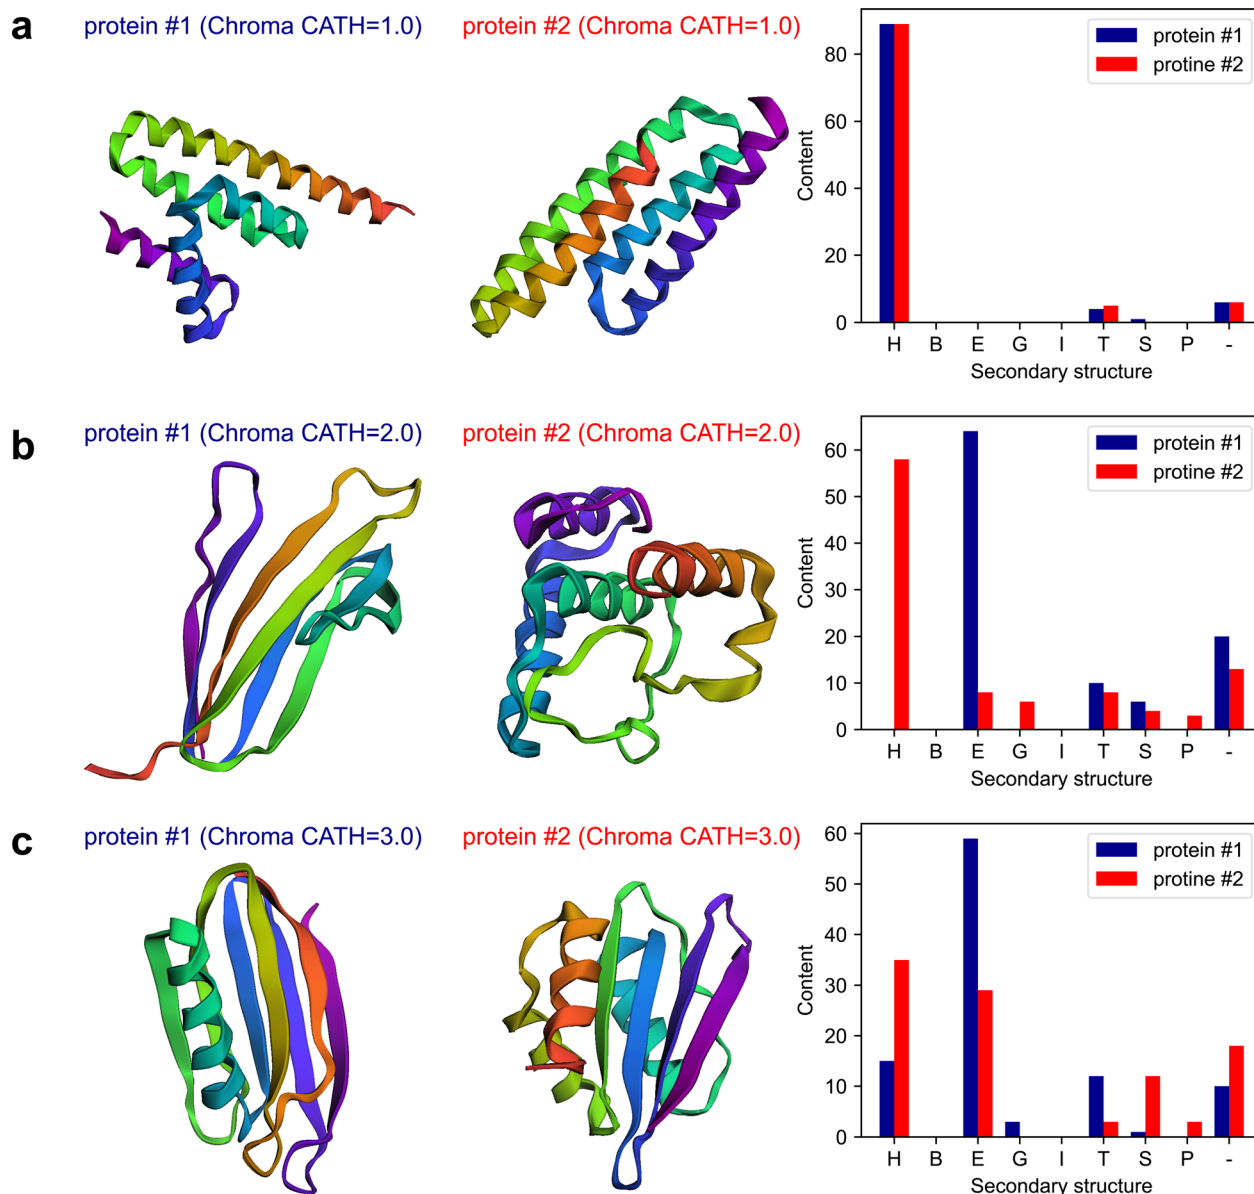 a
protein #1 (Chroma CATH=1.0)
protein #2 (Chroma CATH=1.0)
protein #1
protine #2
Content
80
60
40
20
0
H B E G I T S P -
Secondary structure
b
protein #1 (Chroma CATH=2.0)
protein #2 (Chroma CATH=2.0)
protein #1
protine #2
Content
60
50
40
30
20
10
0
H B E G I T S P -
Secondary structure
c
protein #1 (Chroma CATH=3.0)
protein #2 (Chroma CATH=3.0)
protein #1
protine #2
Content
60
50
40
30
20
10
0
H B E G I T S P -
Secondary structure